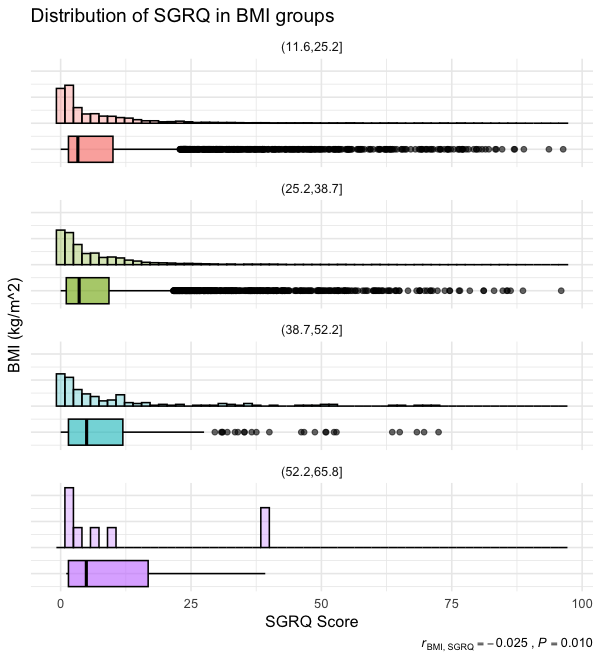 Distribution of SGRQ in BMI groups
(11.6,25.2]
(25.2,38.7]
(38.7,52.2]
(52.2,65.8]
BMI (kg/m^2)
0 25 50 75 100
SGRQ Score
r BMI, SGRQ = −0.025 , P = 0.010